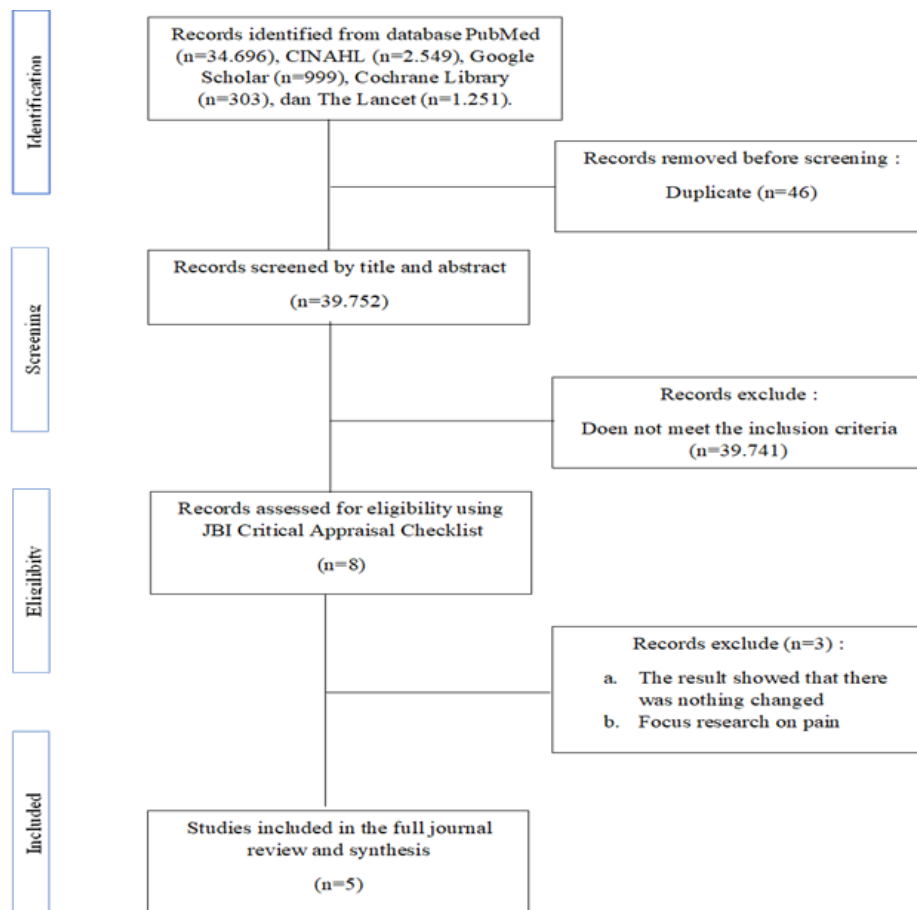 Identification
Records identified from database PubMed
(n=34.696), CINAHL (n=2.549), Google
Scholar (n=999), Cochrane Library
(n=303), dan The Lancet (n=1.251).
Records removed before screening :
Duplicate (n=46)
Screening
Records screened by title and abstract
(n=39.752)
Records exclude :
Doen not meet the inclusion criteria
(n=39.741)
Eligilibity
Records assessed for eligibility using
JBI Critical Appraisal Checklist
(n=8)
Records exclude (n=3) :
a. The result showed that there
was nothing changed
b. Focus research on pain
Included
Studies included in the full journal
review and synthesis
(n=5)